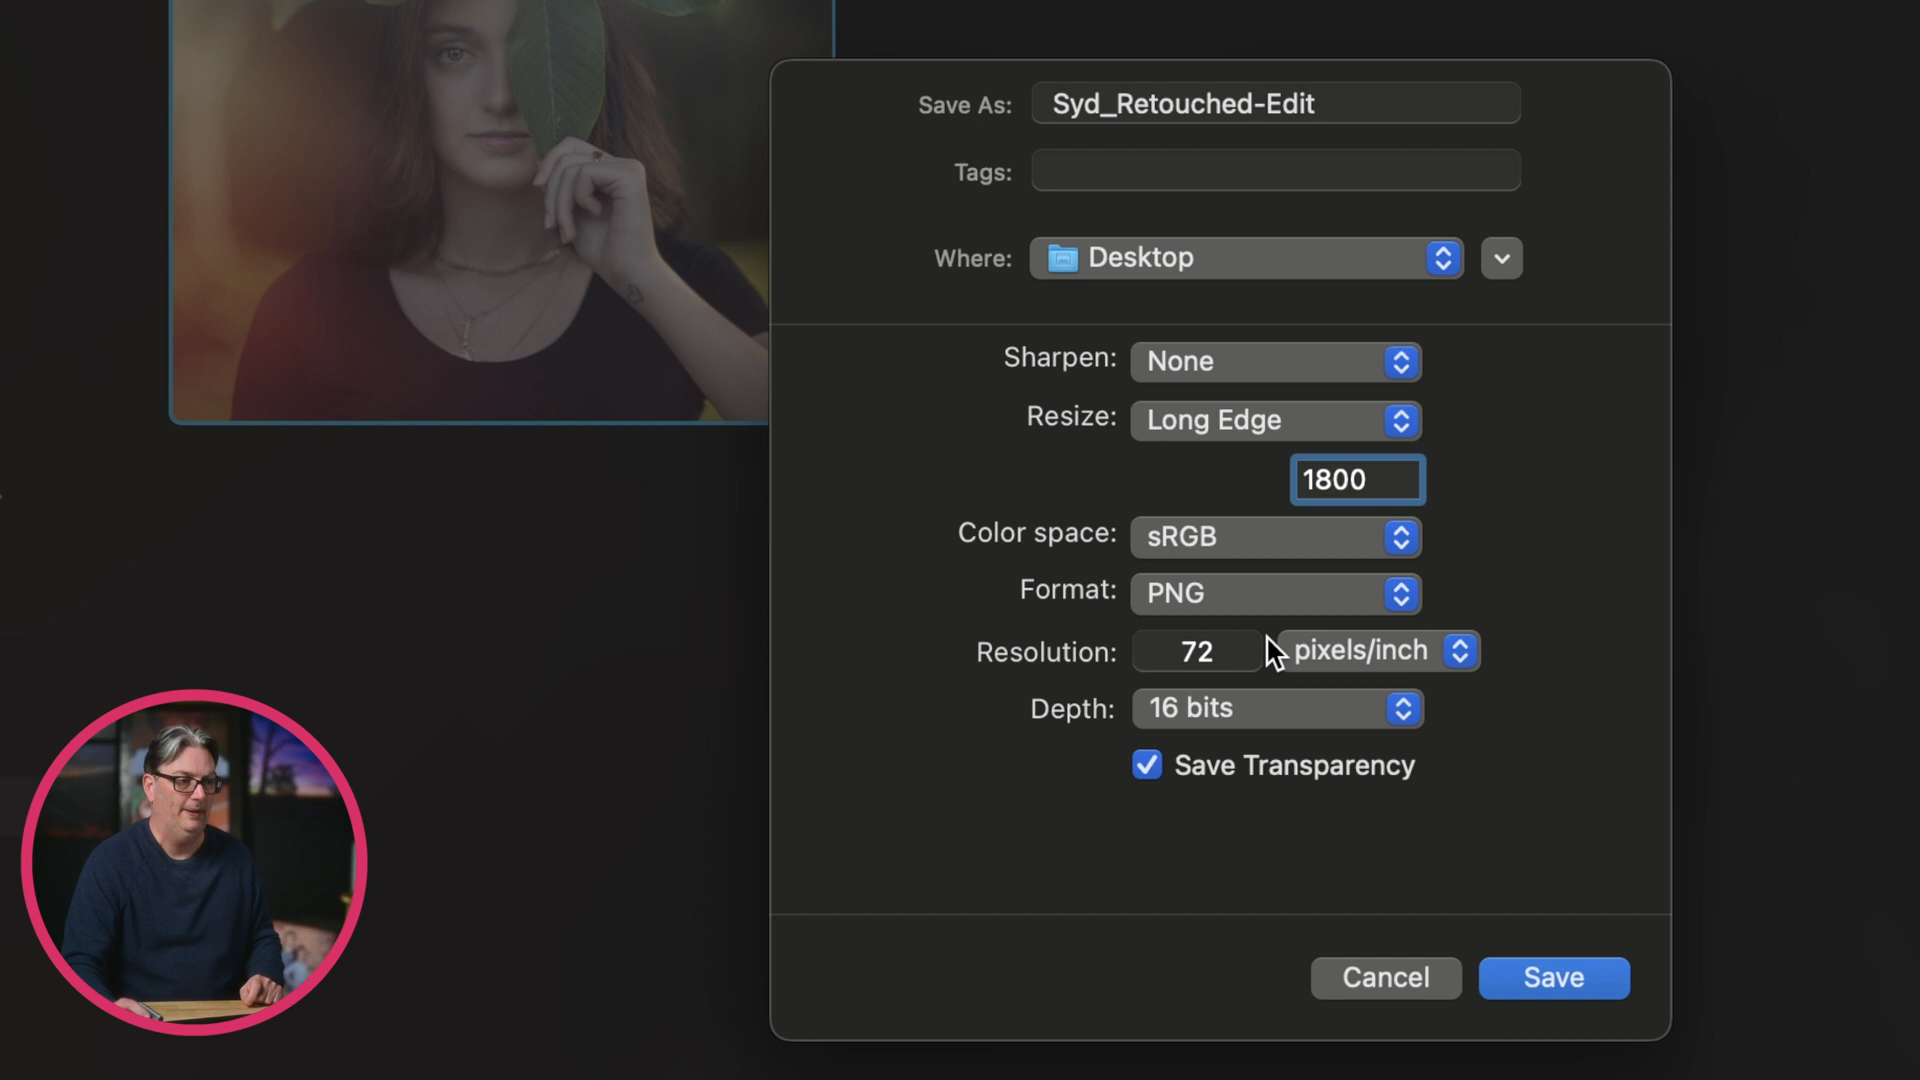 Save As: Syd_Retouched-Edit
Tags:
Where: Desktop
Sharpen: None
Resize: Long Edge
1800
Color space: sRGB
Format: PNG
Resolution: 72 pixels/inch
Depth: 16 bits
Save Transparency
Cancel Save